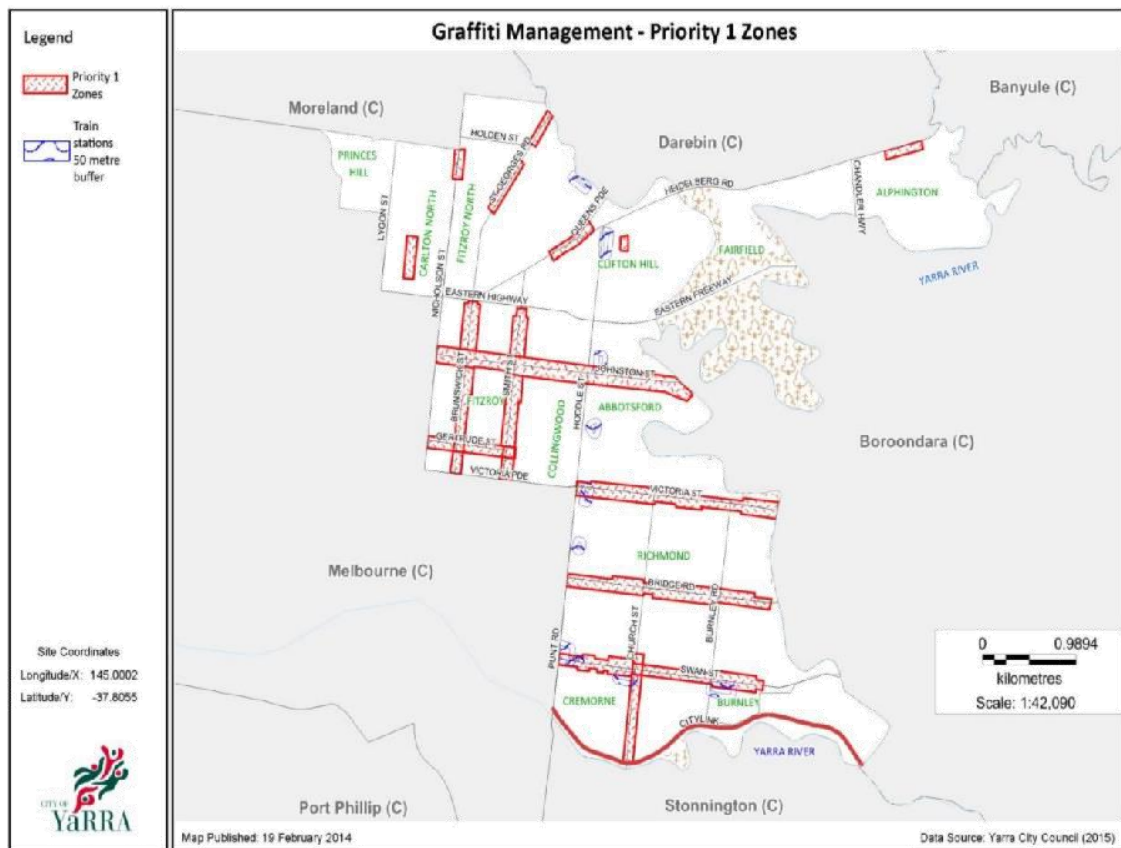 Legend
Priority 1
Zones
Train
stations
50 metre
buffer
Site Coordinates
Longitude/X: 145.0002
Latitude/Y: -37.8055
CITY OF
YaRRA
Graffiti Management - Priority 1 Zones
Moreland (C)
Banyule (C)
Darebin (C)
HOLDEN ST
PRINCES
HILL
ST GEORGES RD
HEIDELBERG RD
CHANDLER HWY
ALPHINGTON
LYGON ST
CARLTON NORTH
FITZROY NORTH
QUEENS PDE
FAIRFIELD
CLIFTON HILL
YARRA RIVER
NICHOLSON ST
EASTERN HIGHWAY
EASTERN FREEWAY
BRUNSWICK ST
SMITH ST
JOHNSTON ST
FITZROY
HODDLE ST
ABBOTSFORD
COLLINGWOOD
GERTRUDE ST
VICTORIA PDE
Boroondara (C)
VICTORIA ST
RICHMOND
Melbourne (C)
BRIDGE RD
CHURCH ST
BURNLEY RD
PUNT RD
SWAN ST
CREMORNE
BURNLEY
CITYLINK
YARRA RIVER
0 0.9894
kilometres
Scale: 1:42,090
Port Phillip (C)
Stonnington (C)
Map Published: 19 February 2014
Data Source: Yarra City Council (2015)